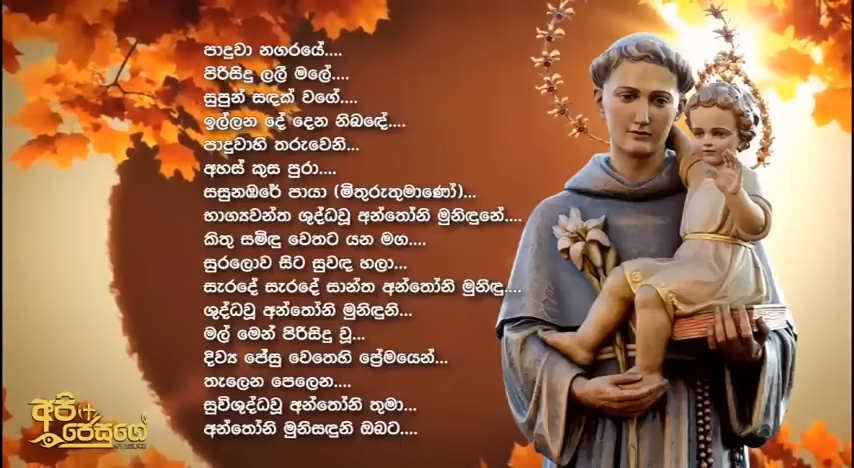 පාදුවා නගරයේ....
පිරිසිදු ලලී මලේ....
සුපුන් සඳක් වගේ....
ඉල්ලන දේ දෙන නිබඳේ....
පාදුවාහි තරුවෙනි...
අහස් කුස පුරා....
සසුනඹරේ පායා (මිතුරුතුමාණෝ)...
භාග්‍යවන්ත ශුද්ධවූ අන්තෝනි මුනිඳුනේ....
කිතු සමිඳු වෙතට යන මග....
සුරලොව සිට සුවඳ හලා...
සැරදේ සැරදේ සාන්ත අන්තෝනි මුනිඳු....
ශුද්ධවූ අන්තෝනි මුනිඳුනි...
මල් මෙන් පිරිසිදු වූ...
දිව්‍ය ජේසු වෙතෙහි ප්‍රේමයෙන්...
තැලෙන පෙලෙන....
සුවිශුද්ධවූ අන්තෝනි තුමා...
අන්තෝනි මුනිසඳුනි ඔබට....
අපි
ජේසුගේ